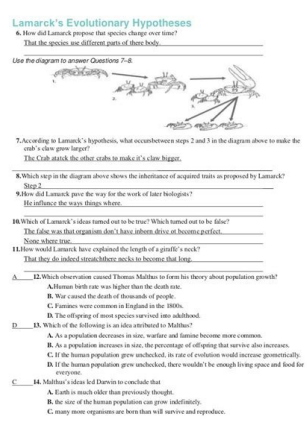 Lamarck's Evolutionary Hypotheses
6. How did Lamarck propose that species change over time?
That the species use different parts of there body.
Use the diagram to answer Questions 7–8.
1.
2.
3.
7.According to Lamarck's hypothesis, what occursbetween steps 2 and 3 in the diagram above to make the
crab's claw grow larger?
The Crab atatck the other crabs to make it's claw bigger.
8.Which step in the diagram above shows the inheritance of acquired traits as proposed by Lamarck?
Step 2
9.How did Lamarck pave the way for the work of later biologists?
He influnce the ways things where.
10.Which of Lamarck's ideas turned out to be true? Which turned out to be false?
The false was that organism don't have inborn drive ot become perfect.
None where true.
11.How would Lamarck have explained the length of a giraffe's neck?
That they do indeed stretchthere necks to become that long.
A 12.Which observation caused Thomas Malthus to form his theory about population growth?
A.Human birth rate was higher than the death rate.
B. War caused the death of thousands of people.
C. Famines were common in England in the 1800s.
D. The offspring of most species survived into adulthood.
D 13. Which of the following is an idea attributed to Malthus?
A. As a population decreases in size, warfare and famine become more common.
B. As a population increases in size, the percentage of offspring that survive also increases.
C. If the human population grew unchecked, its rate of evolution would increase geometrically.
D. If the human population grew unchecked, there wouldn't be enough living space and food for
everyone.
C 14. Malthus's ideas led Darwin to conclude that
A. Earth is much older than previously thought.
B. the size of the human population can grow indefinitely.
C. many more organisms are born than will survive and reproduce.